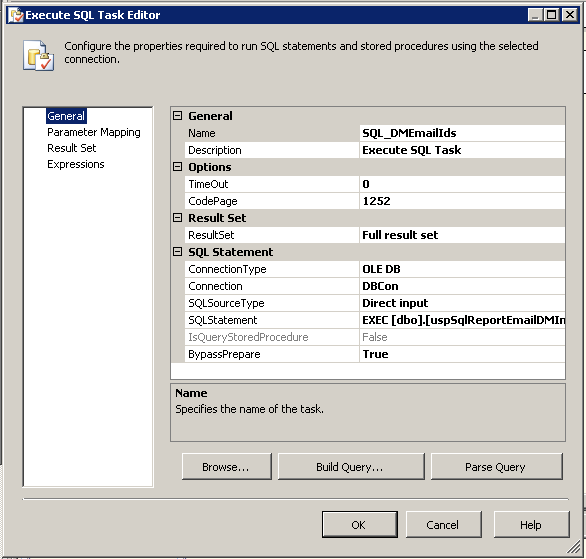 Execute SQL Task Editor
Configure the properties required to run SQL statements and stored procedures using the selected
connection.
General
Parameter Mapping
Result Set
Expressions
General
Name SQL_DMEmailIds
Description Execute SQL Task
Options
TimeOut 0
CodePage 1252
Result Set
ResultSet Full result set
SQL Statement
ConnectionType OLE DB
Connection DBCon
SQLSourceType Direct input
SQLStatement EXEC [dbo].[uspSqlReportEmailDMIn
IsQueryStoredProcedure False
BypassPrepare True
Name
Specifies the name of the task.
Browse... Build Query... Parse Query
OK Cancel Help